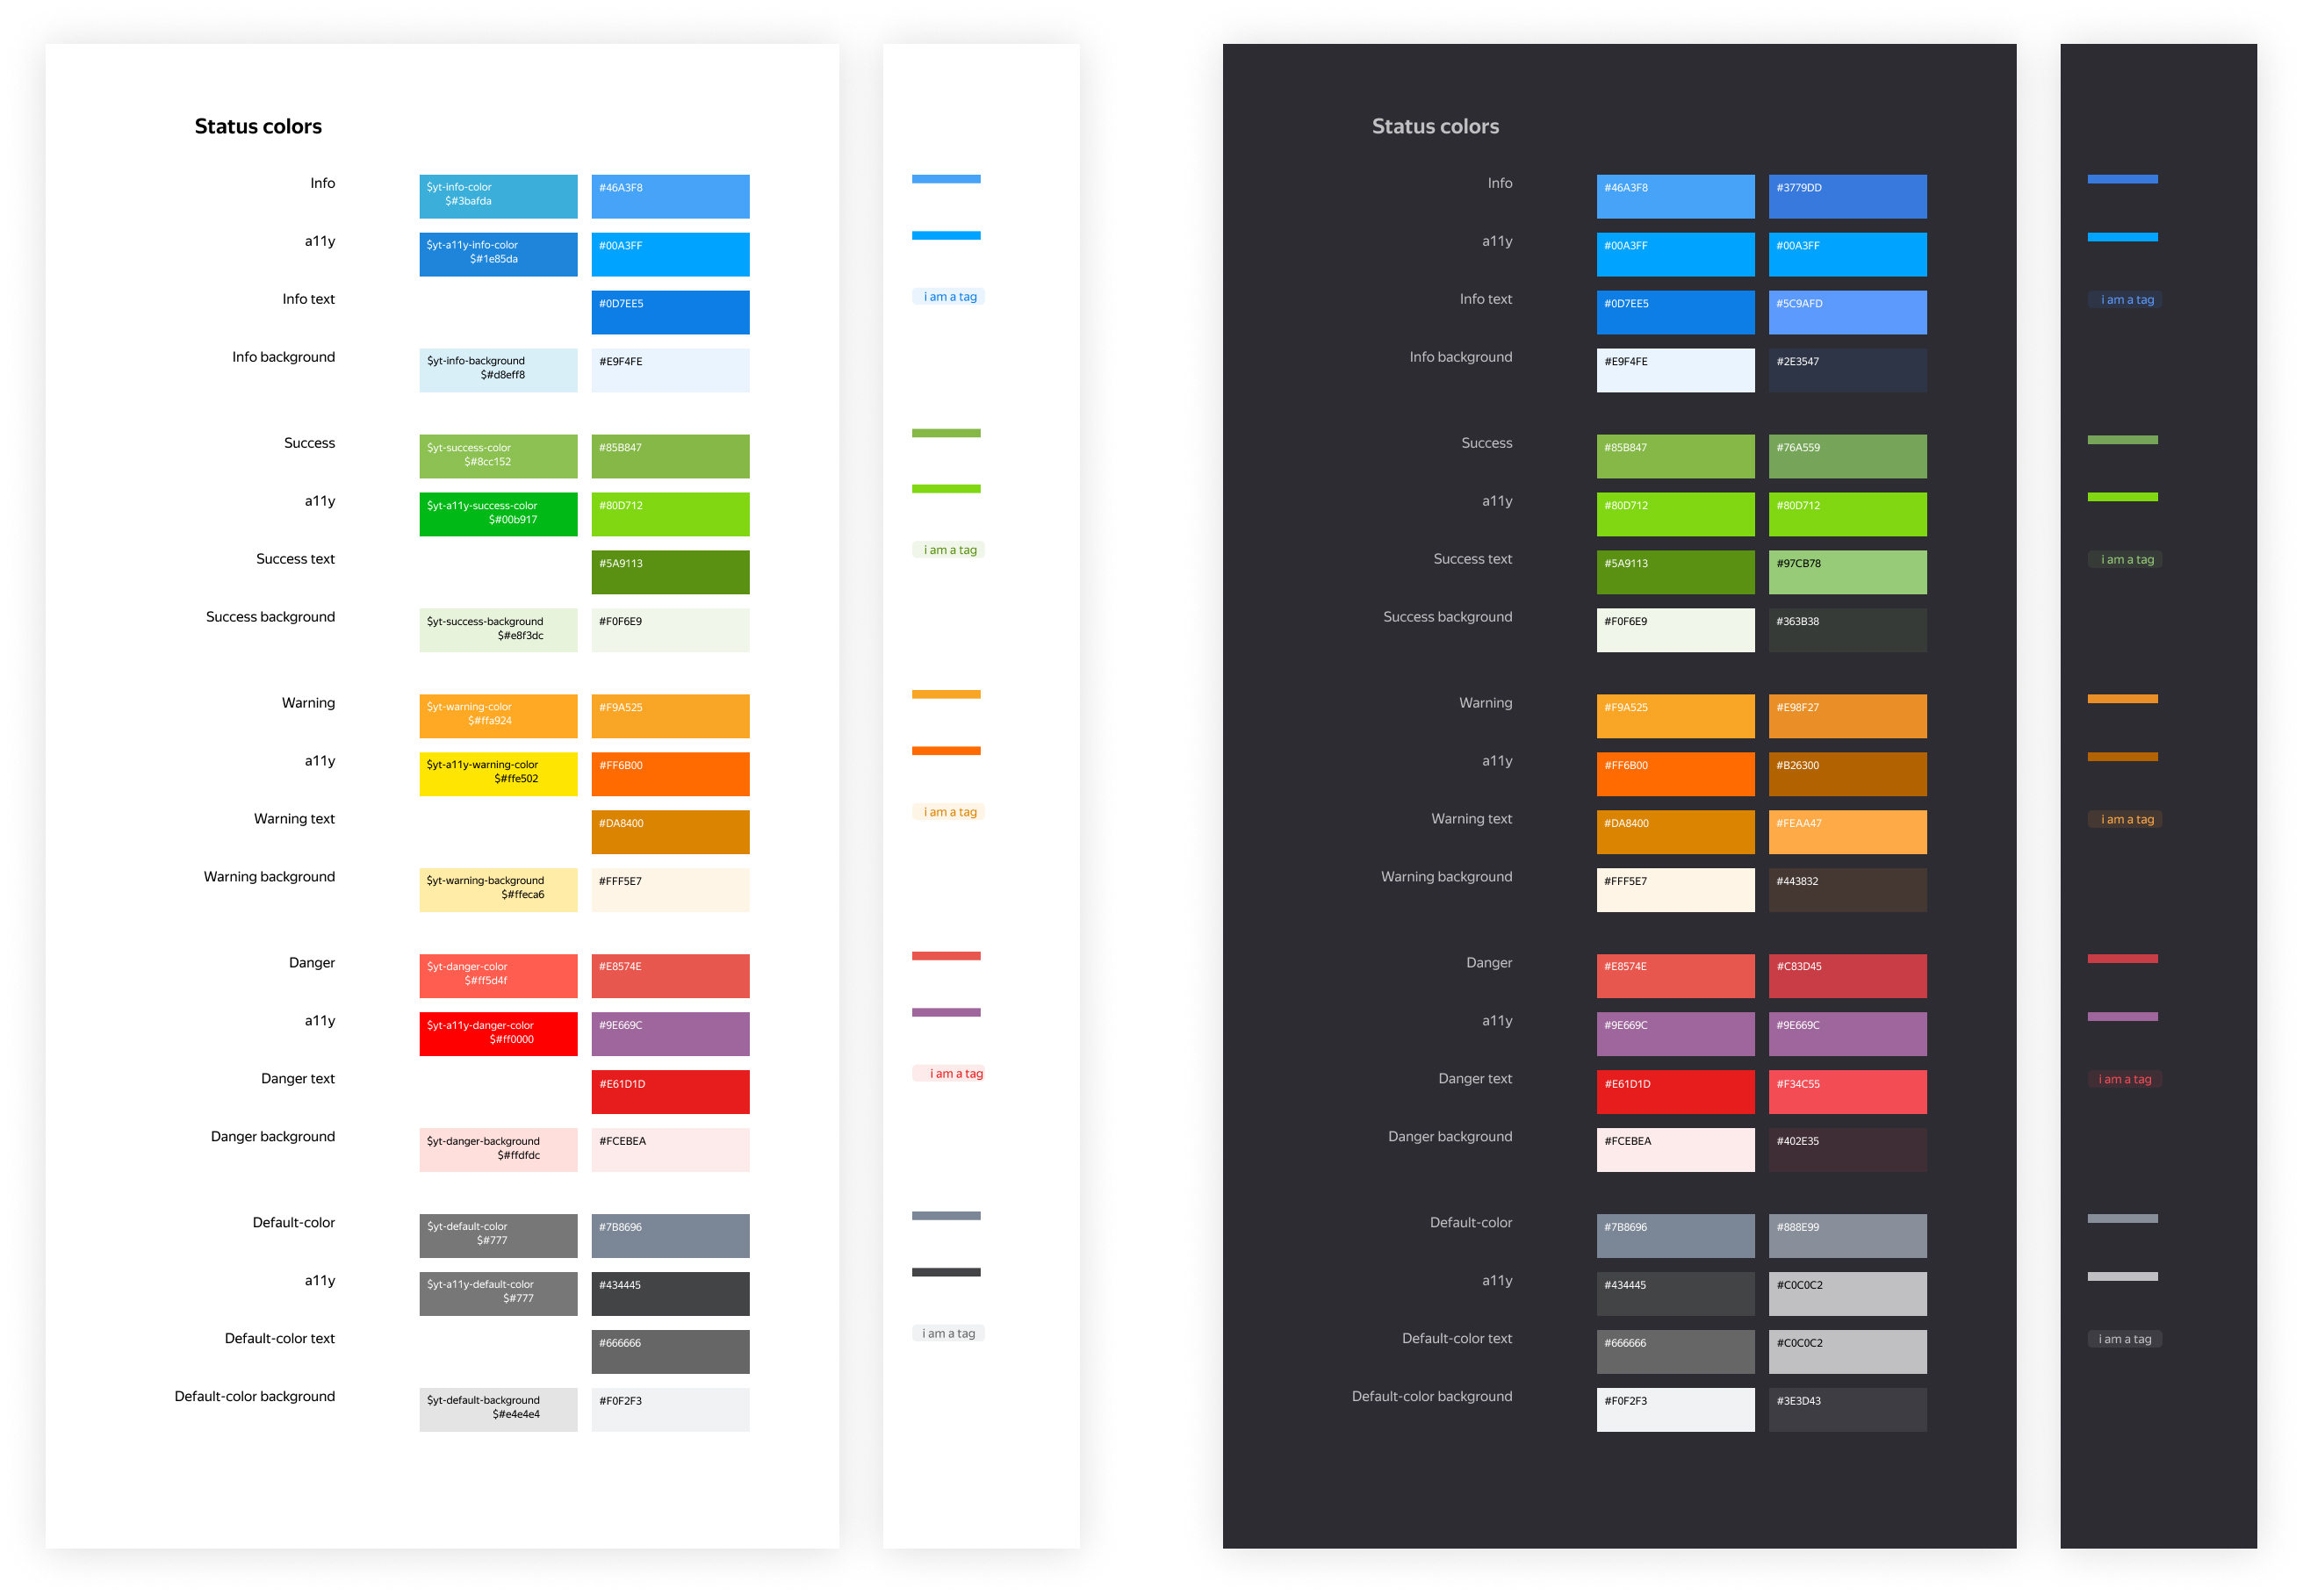 Status colors
Info
$yt-info-color
$#3bafda
#46A3F8
a11y
$yt-a11y-info-color
$#1e85da
#00A3FF
Info text
#0D7EE5
i am a tag
Info background
$yt-info-background
$#d8eff8
#E9F4FE
Success
$yt-success-color
$#8cc152
#85B847
a11y
$yt-a11y-success-color
$#00b917
#80D712
Success text
#5A9113
i am a tag
Success background
$yt-success-background
$#e8f3dc
#F0F6E9
Warning
$yt-warning-color
$#ffa924
#F9A525
a11y
$yt-a11y-warning-color
$#ffe502
#FF6B00
Warning text
#DA8400
i am a tag
Warning background
$yt-warning-background
$#ffeca6
#FFF5E7
Danger
$yt-danger-color
$#ff5d4f
#E8574E
a11y
$yt-a11y-danger-color
$#ff0000
#9E669C
Danger text
#E61D1D
i am a tag
Danger background
$yt-danger-background
$#ffdfdc
#FCEBEA
Default-color
$yt-default-color
$#777
#7B8696
a11y
$yt-a11y-default-color
$#777
#434445
Default-color text
#666666
i am a tag
Default-color background
$yt-default-background
$#e4e4e4
#F0F2F3
Status colors
Info
#46A3F8
#3779DD
a11y
#00A3FF
#00A3FF
Info text
#0D7EE5
#5C9AFD
i am a tag
Info background
#E9F4FE
#2E3547
Success
#85B847
#76A559
a11y
#80D712
#80D712
Success text
#5A9113
#97CB78
i am a tag
Success background
#F0F6E9
#363B38
Warning
#F9A525
#E98F27
a11y
#FF6B00
#B26300
Warning text
#DA8400
#FEAA47
i am a tag
Warning background
#FFF5E7
#443832
Danger
#E8574E
#C83D45
a11y
#9E669C
#9E669C
Danger text
#E61D1D
#F34C55
i am a tag
Danger background
#FCEBEA
#402E35
Default-color
#7B8696
#888E99
a11y
#434445
#C0C0C2
Default-color text
#666666
#C0C0C2
i am a tag
Default-color background
#F0F2F3
#3E3D43